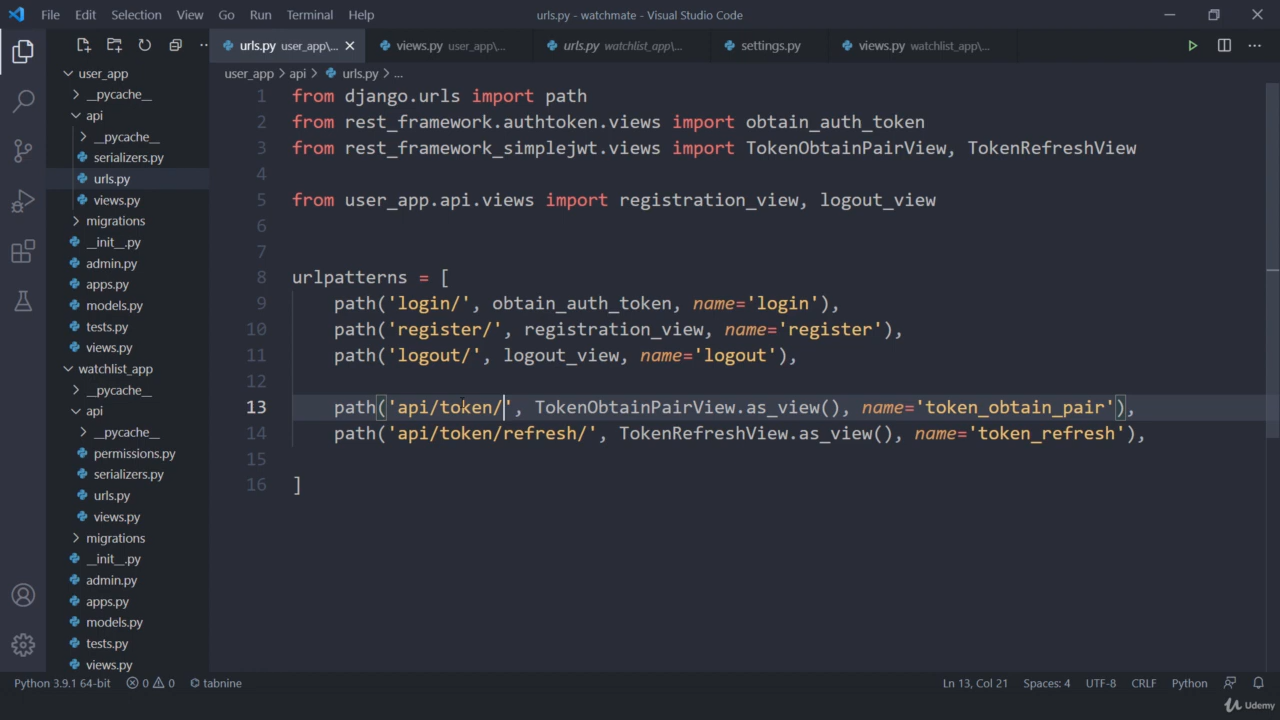 File Edit Selection View Go Run Terminal Help urls.py - watchmate - Visual Studio Code
urls.py user_app\... views.py user_app\... urls.py watchlist_app\... settings.py views.py watchlist_app\...
user_app > api > urls.py > ...
user_app
__pycache__
api
__pycache__
serializers.py
urls.py
views.py
migrations
__init__.py
admin.py
apps.py
models.py
tests.py
views.py
watchlist_app
__pycache__
api
__pycache__
permissions.py
serializers.py
urls.py
views.py
migrations
__init__.py
admin.py
apps.py
models.py
tests.py
views.py
1 from django.urls import path
2 from rest_framework.authtoken.views import obtain_auth_token
3 from rest_framework_simplejwt.views import TokenObtainPairView, TokenRefreshView
4
5 from user_app.api.views import registration_view, logout_view
6
7
8 urlpatterns = [
9 path('login/', obtain_auth_token, name='login'),
10 path('register/', registration_view, name='register'),
11 path('logout/', logout_view, name='logout'),
12
13 path('api/token/', TokenObtainPairView.as_view(), name='token_obtain_pair'),
14 path('api/token/refresh/', TokenRefreshView.as_view(), name='token_refresh'),
15
16 ]
Python 3.9.1 64-bit 0 0 tabnine Ln 13, Col 21 Spaces: 4 UTF-8 CRLF Python
Udemy